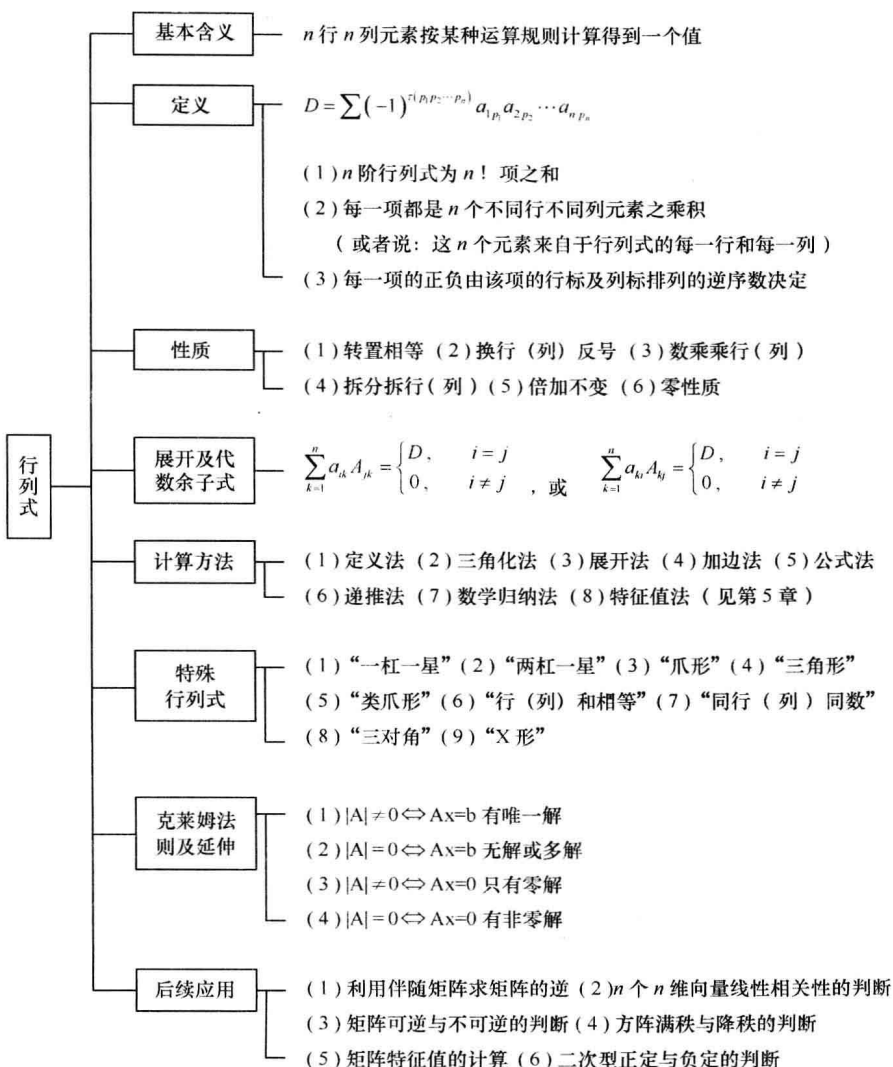 行列式
基本含义
n 行 n 列元素按某种运算规则计算得到一个值
定义
D=∑(-1)^{τ(p₁p₂⋯pₙ)} a_{1p₁}a_{2p₂}⋯a_{npₙ}
(1)n 阶行列式为 n！项之和
(2)每一项都是 n 个不同行不同列元素之乘积
（或者说：这 n 个元素来自于行列式的每一行和每一列）
(3)每一项的正负由该项的行标及列标排列的逆序数决定
性质
(1)转置相等 (2)换行（列）反号 (3)数乘乘行(列)
(4)拆分拆行(列) (5)倍加不变 (6)零性质
展开及代
数余子式
∑_{k=1}^{n} a_{ik}A_{jk}={D, i=j; 0, i≠j ，或 ∑_{k=1}^{n} a_{ki}A_{kj}={D, i=j; 0, i≠j
计算方法
(1)定义法 (2)三角化法 (3)展开法 (4)加边法 (5)公式法
(6)递推法 (7)数学归纳法 (8)特征值法（见第5章）
特殊
行列式
(1)“一杠一星”(2)“两杠一星”(3)“爪形”(4)“三角形”
(5)“类爪形”(6)“行（列）和相等”(7)“同行（列）同数”
(8)“三对角”(9)“X 形”
克莱姆法
则及延伸
(1)|A|≠0⇔Ax=b 有唯一解
(2)|A|=0⇔Ax=b 无解或多解
(3)|A|≠0⇔Ax=0 只有零解
(4)|A|=0⇔Ax=0 有非零解
后续应用
(1)利用伴随矩阵求矩阵的逆 (2)n 个 n 维向量线性相关性的判断
(3)矩阵可逆与不可逆的判断 (4)方阵满秩与降秩的判断
(5)矩阵特征值的计算 (6)二次型正定与负定的判断